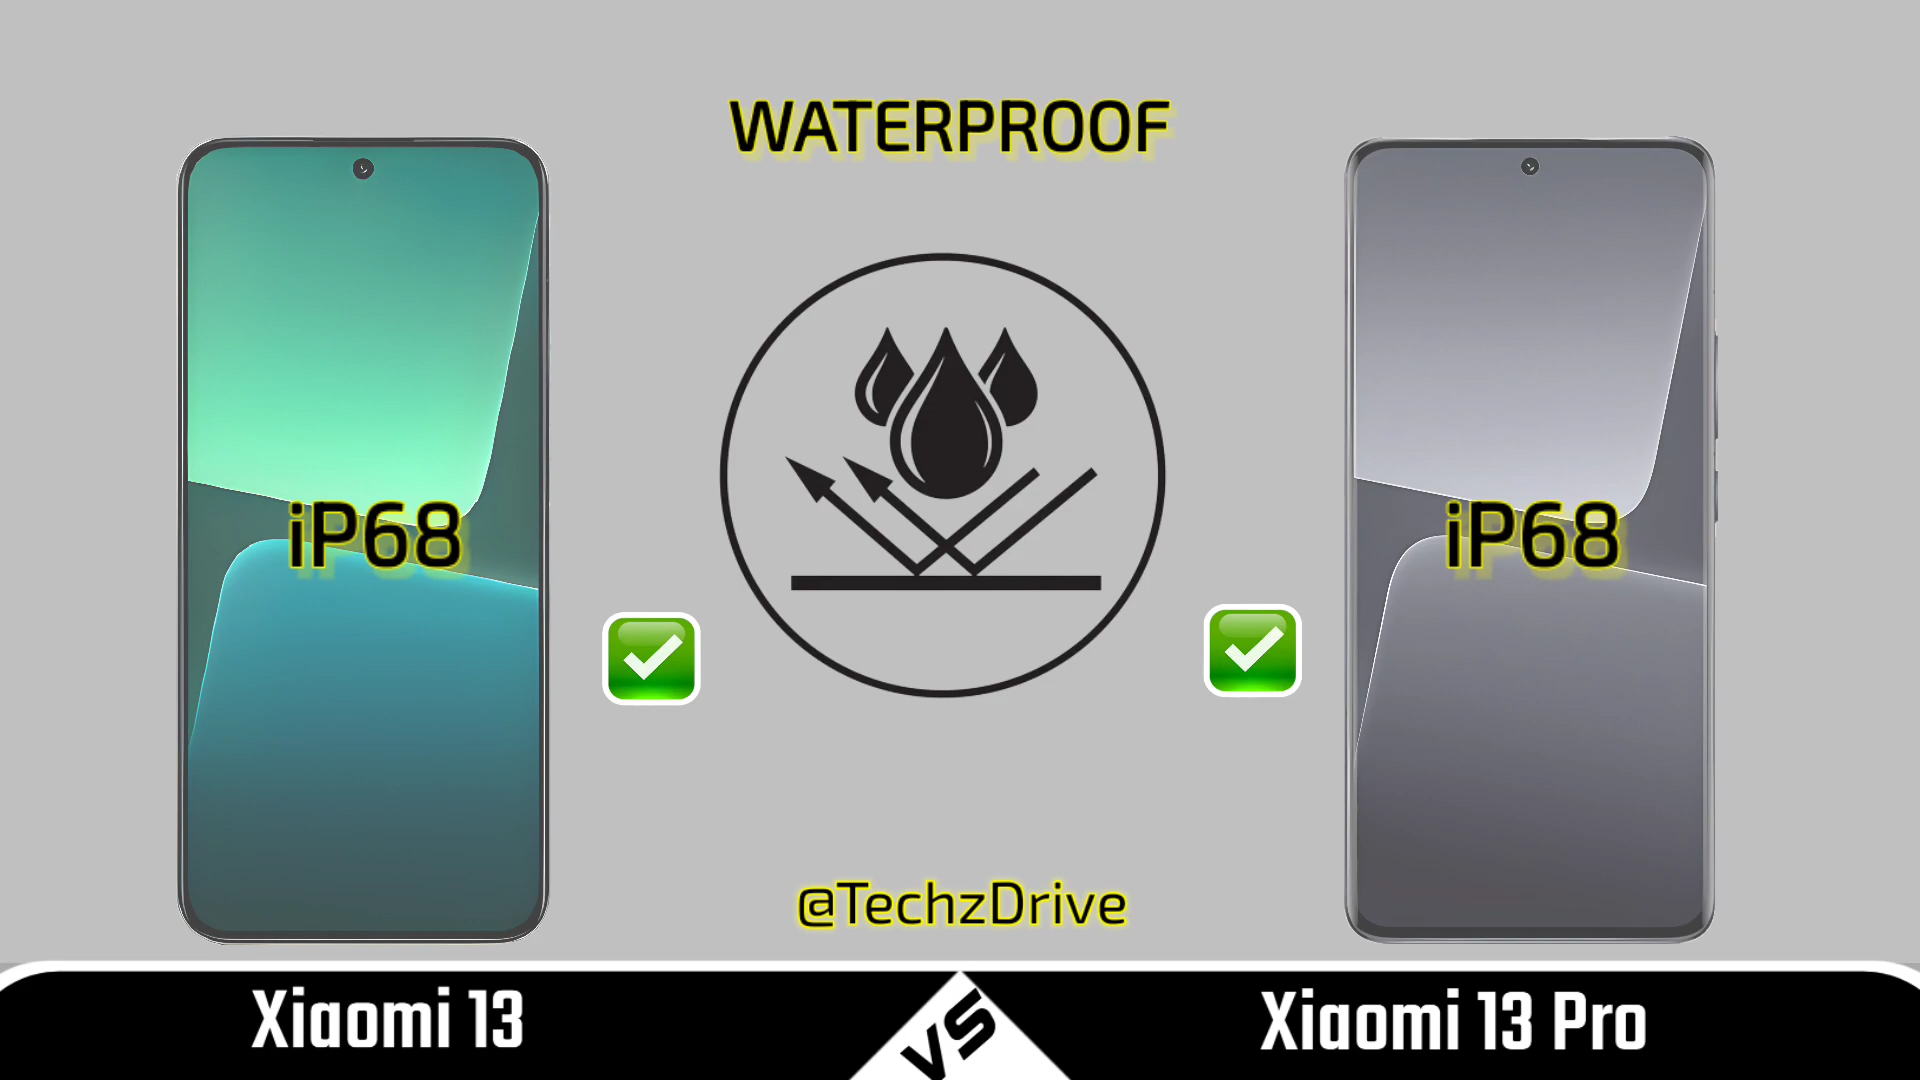 WATERPROOF
iP68
iP68
@TechzDrive
Xiaomi 13
VS
Xiaomi 13 Pro